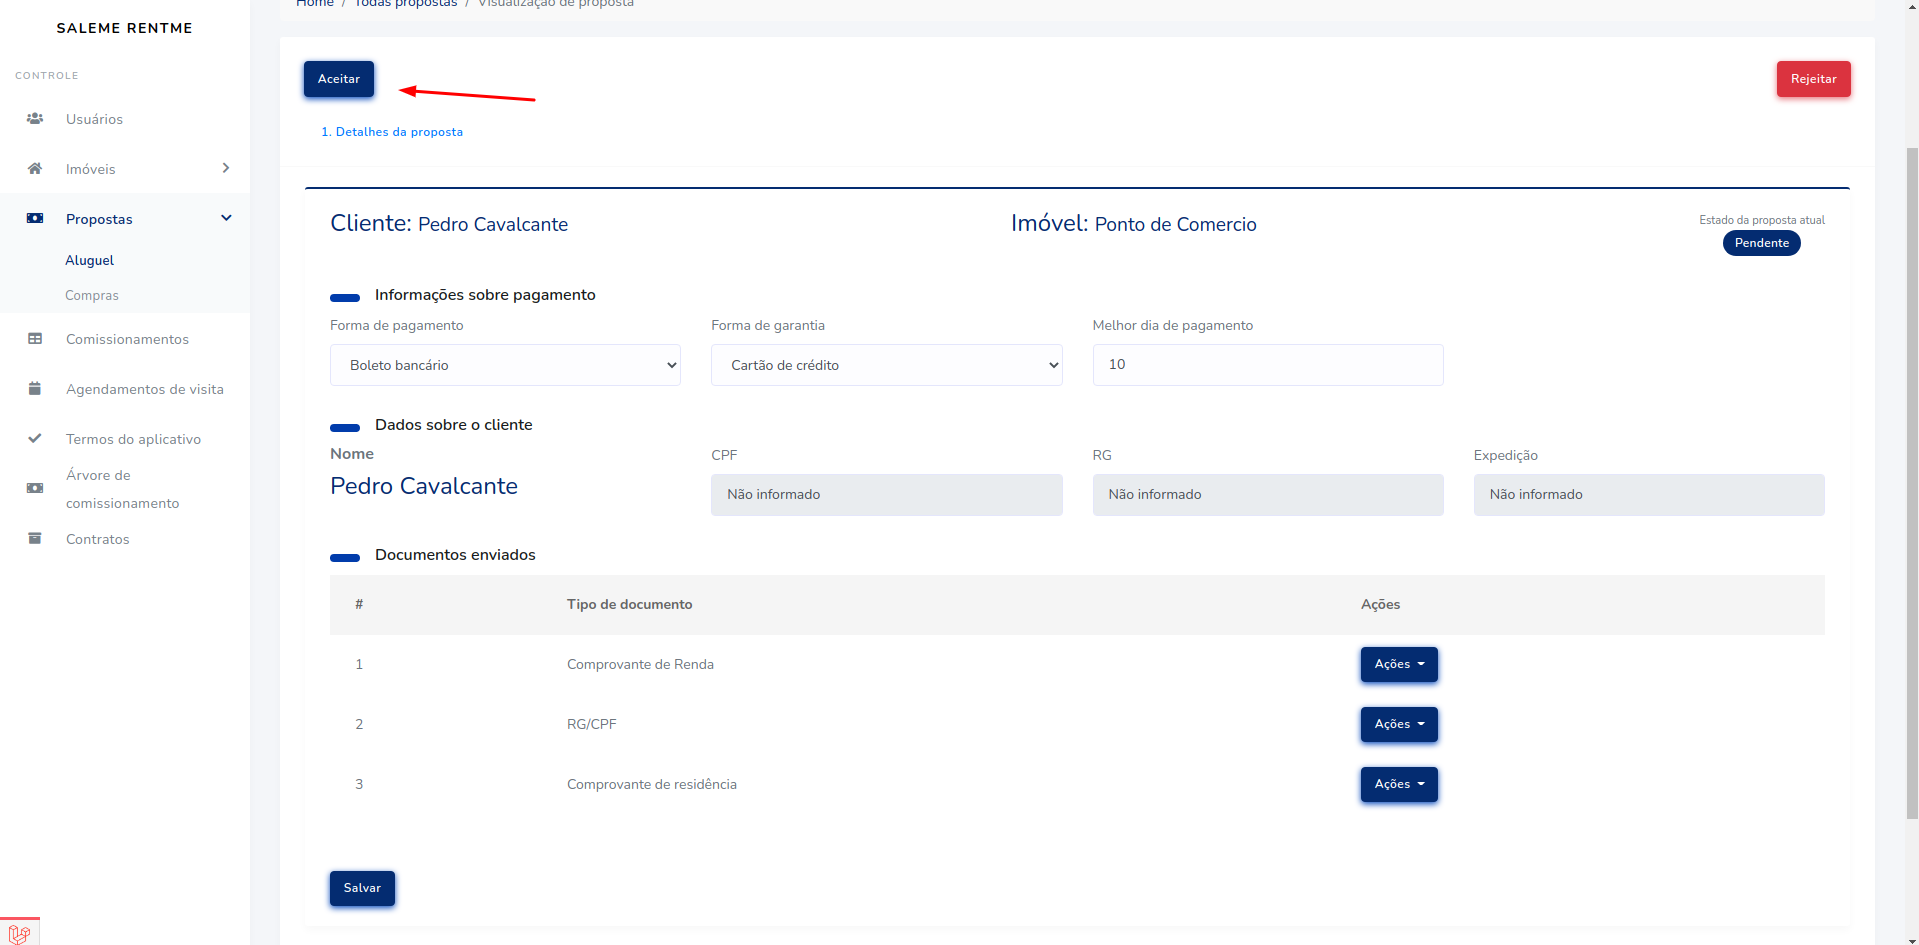 SALEME RENTME
CONTROLE
Usuários
Imóveis
Propostas
Aluguel
Compras
Comissionamentos
Agendamentos de visita
Termos do aplicativo
Árvore de
comissionamento
Contratos
Home / Todas propostas / Visualização de proposta
Aceitar
Rejeitar
1. Detalhes da proposta
Cliente: Pedro Cavalcante
Imóvel: Ponto de Comercio
Estado da proposta atual
Pendente
Informações sobre pagamento
Forma de pagamento
Forma de garantia
Melhor dia de pagamento
Boleto bancário
Cartão de crédito
10
Dados sobre o cliente
Nome
CPF
RG
Expedição
Pedro Cavalcante
Não informado
Não informado
Não informado
Documentos enviados
# Tipo de documento Ações
1 Comprovante de Renda Ações
2 RG/CPF Ações
3 Comprovante de residência Ações
Salvar